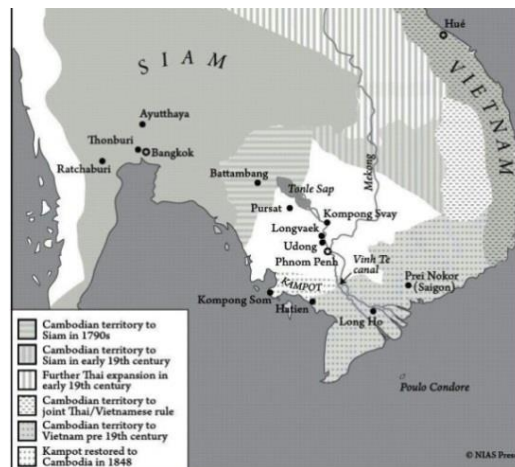 Hué
SIAM
VIETNAM
Ayutthaya
Thonburi
Bangkok
Ratchaburi
Mekong
Battambang
Tonle Sap
Pursat
Kompong Svay
Longvaek
Udong
Phnom Penh
Vinh Te
canal
Prei Nokor
(Saigon)
KAMPOT
Kompong Som
Hatien
Long Ho
Poulo Condore
Cambodian territory to
Siam in 1790s
Cambodian territory to
Siam in early 19th century
Further Thai expansion in
early 19th century
Cambodian territory to
joint Thai/Vietnamese rule
Cambodian territory to
Vietnam pre 19th century
Kampot restored to
Cambodia in 1848
© NIAS Press